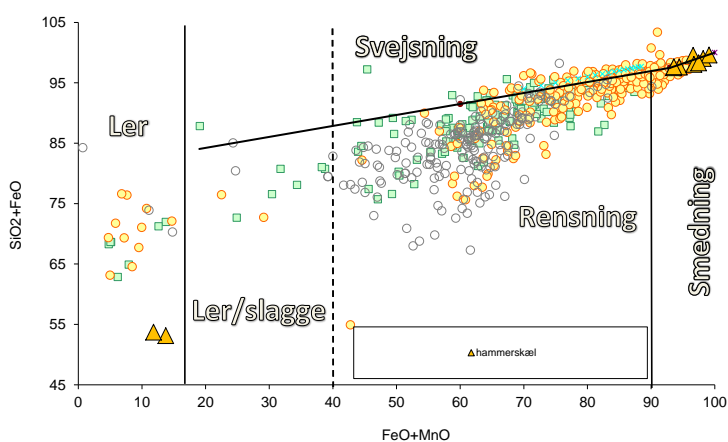 105
95
85
75
65
55
45
SiO2+FeO
Svejsning
Ler
Rensning
Smedning
Ler/slagge
hammerskæl
0 10 20 30 40 50 60 70 80 90 100
FeO+MnO